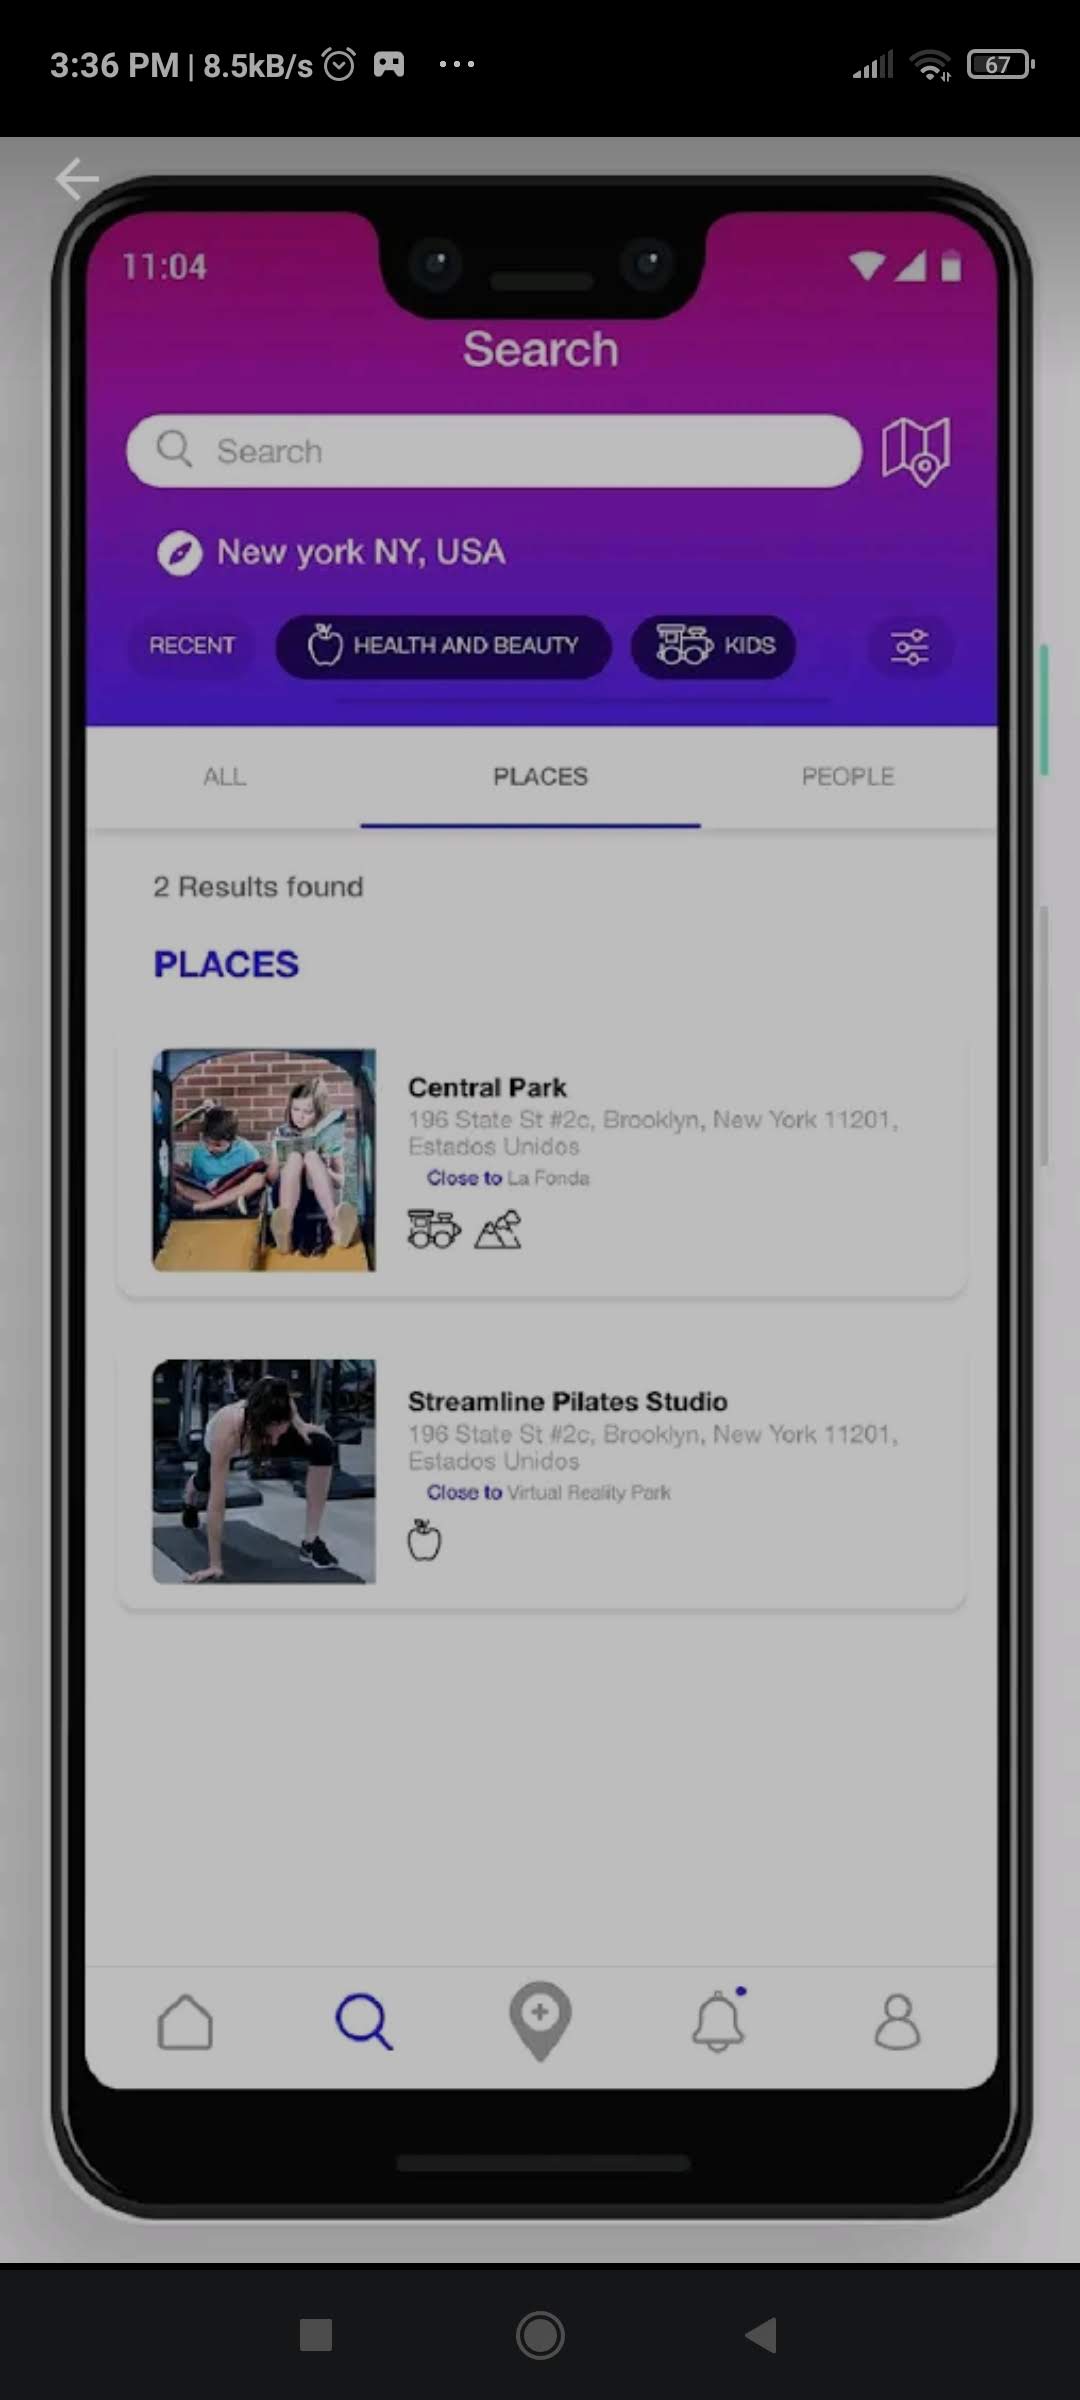 3:36 PM | 8.5kB/s
67
11:04
Search
Search
New york NY, USA
RECENT
HEALTH AND BEAUTY
KIDS
ALL
PLACES
PEOPLE
2 Results found
PLACES
Central Park
196 State St #2c, Brooklyn, New York 11201,
Estados Unidos
Close to La Fonda
Streamline Pilates Studio
196 State St #2c, Brooklyn, New York 11201,
Estados Unidos
Close to Virtual Reality Park